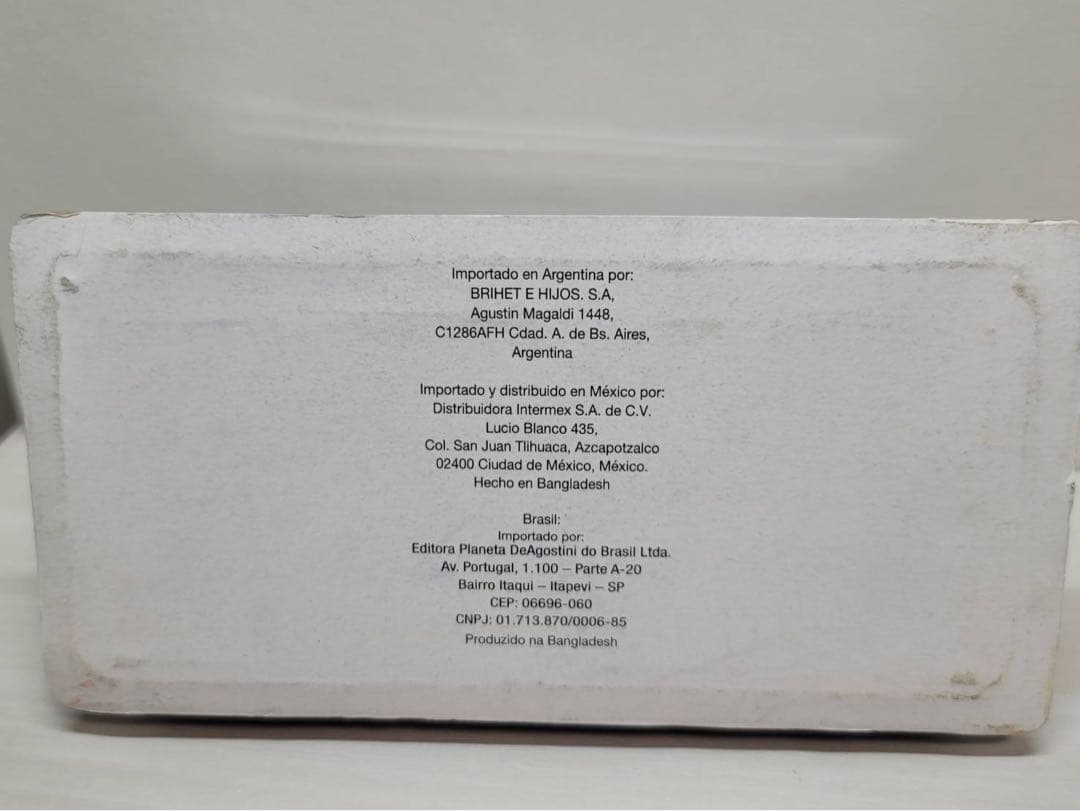 Importado en Argentina por:
BRIHET E HIJOS. S.A,
Agustin Magaldi 1448,
C1286AFH Cdad. A. de Bs. Aires,
Argentina
Importado y distribuido en México por:
Distribuidora Intermex S.A. de C.V.
Lucio Blanco 435,
Col. San Juan Tlihuaca, Azcapotzalco
02400 Ciudad de México, México.
Hecho en Bangladesh
Brasil:
Importado por:
Editora Planeta DeAgostini do Brasil Ltda.
Av. Portugal, 1.100 – Parte A-20
Bairro Itaqui – Itapevi – SP
CEP: 06696-060
CNPJ: 01.713.870/0006-85
Produzido na Bangladesh